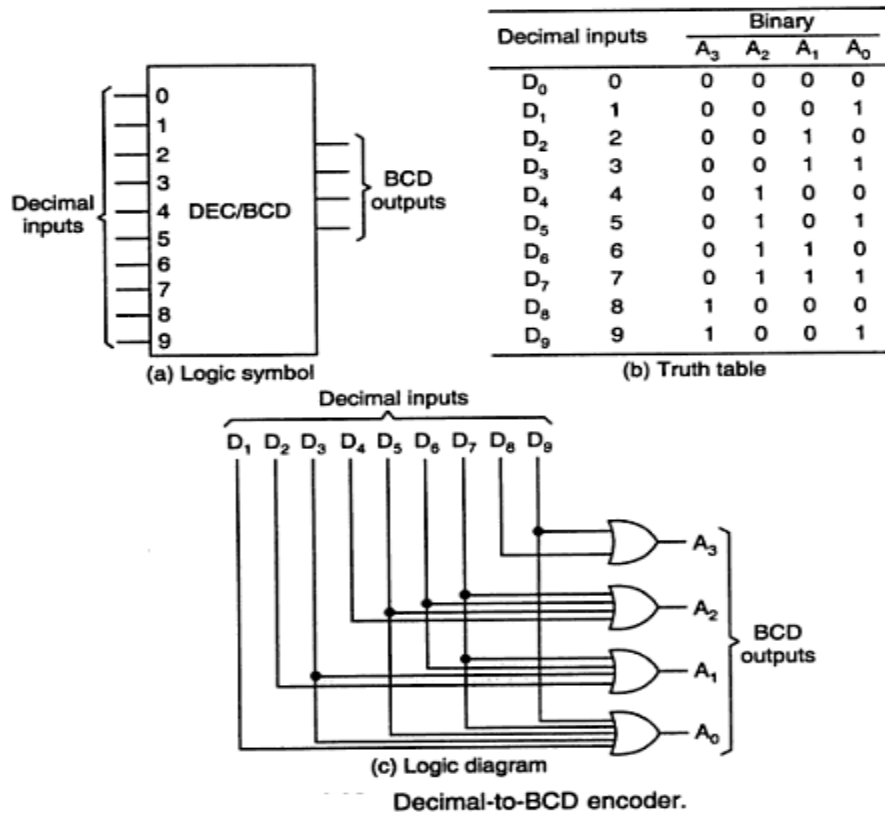 0
1
2
3
4
5
6
7
8
9
Decimal
inputs
DEC/BCD
BCD
outputs
(a) Logic symbol
Decimal inputs Binary
A₃ A₂ A₁ A₀
D₀ 0 0 0 0 0
D₁ 1 0 0 0 1
D₂ 2 0 0 1 0
D₃ 3 0 0 1 1
D₄ 4 0 1 0 0
D₅ 5 0 1 0 1
D₆ 6 0 1 1 0
D₇ 7 0 1 1 1
D₈ 8 1 0 0 0
D₉ 9 1 0 0 1
(b) Truth table
Decimal inputs
D₁ D₂ D₃ D₄ D₅ D₆ D₇ D₈ D₉
A₃
A₂
A₁
A₀
BCD
outputs
(c) Logic diagram
Decimal-to-BCD encoder.